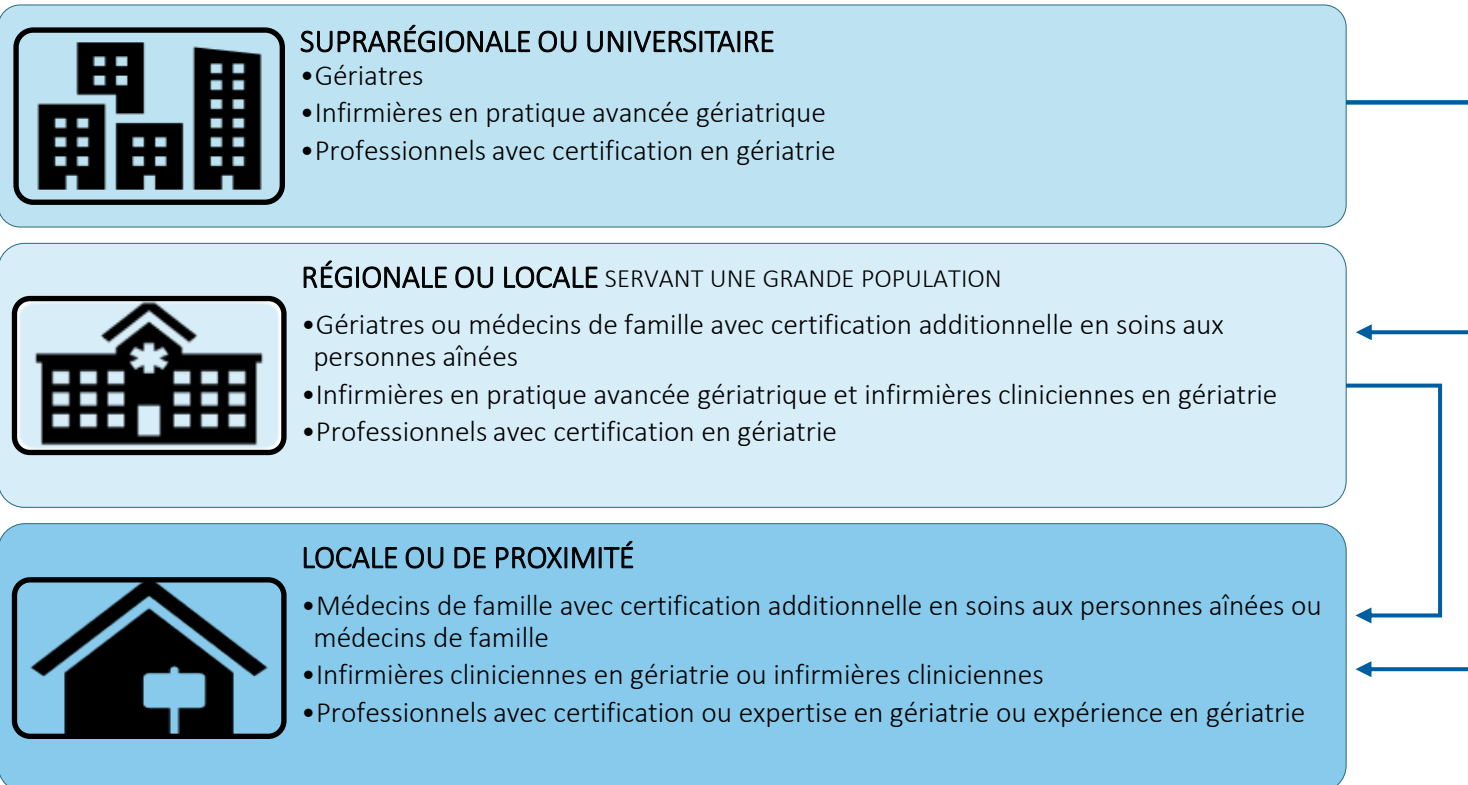 SUPRARÉGIONALE OU UNIVERSITAIRE
•Gériatres
•Infirmières en pratique avancée gériatrique
•Professionnels avec certification en gériatrie
RÉGIONALE OU LOCALE SERVANT UNE GRANDE POPULATION
•Gériatres ou médecins de famille avec certification additionnelle en soins aux
personnes aînées
•Infirmières en pratique avancée gériatrique et infirmières cliniciennes en gériatrie
•Professionnels avec certification en gériatrie
LOCALE OU DE PROXIMITÉ
•Médecins de famille avec certification additionnelle en soins aux personnes aînées ou
médecins de famille
•Infirmières cliniciennes en gériatrie ou infirmières cliniciennes
•Professionnels avec certification ou expertise en gériatrie ou expérience en gériatrie